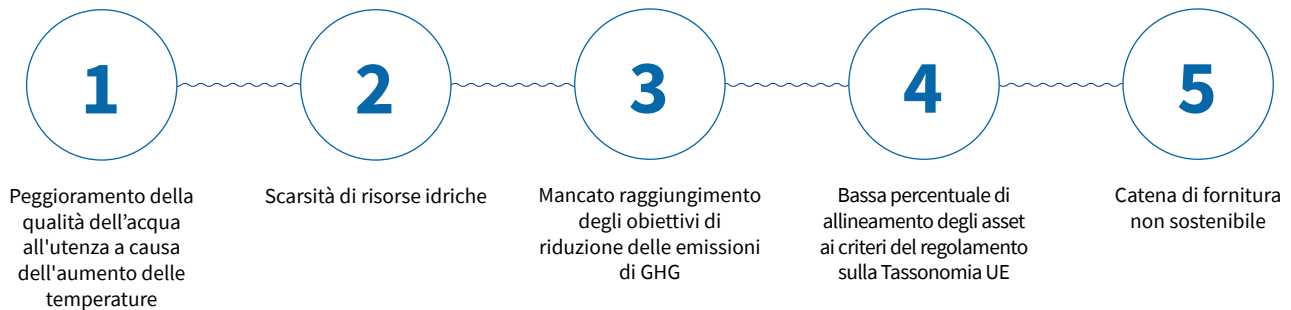 1
Peggioramento della
qualità dell’acqua
all'utenza a causa
dell'aumento delle
temperature
2
Scarsità di risorse idriche
3
Mancato raggiungimento
degli obiettivi di
riduzione delle emissioni
di GHG
4
Bassa percentuale di
allineamento degli asset
ai criteri del regolamento
sulla Tassonomia UE
5
Catena di fornitura
non sostenibile